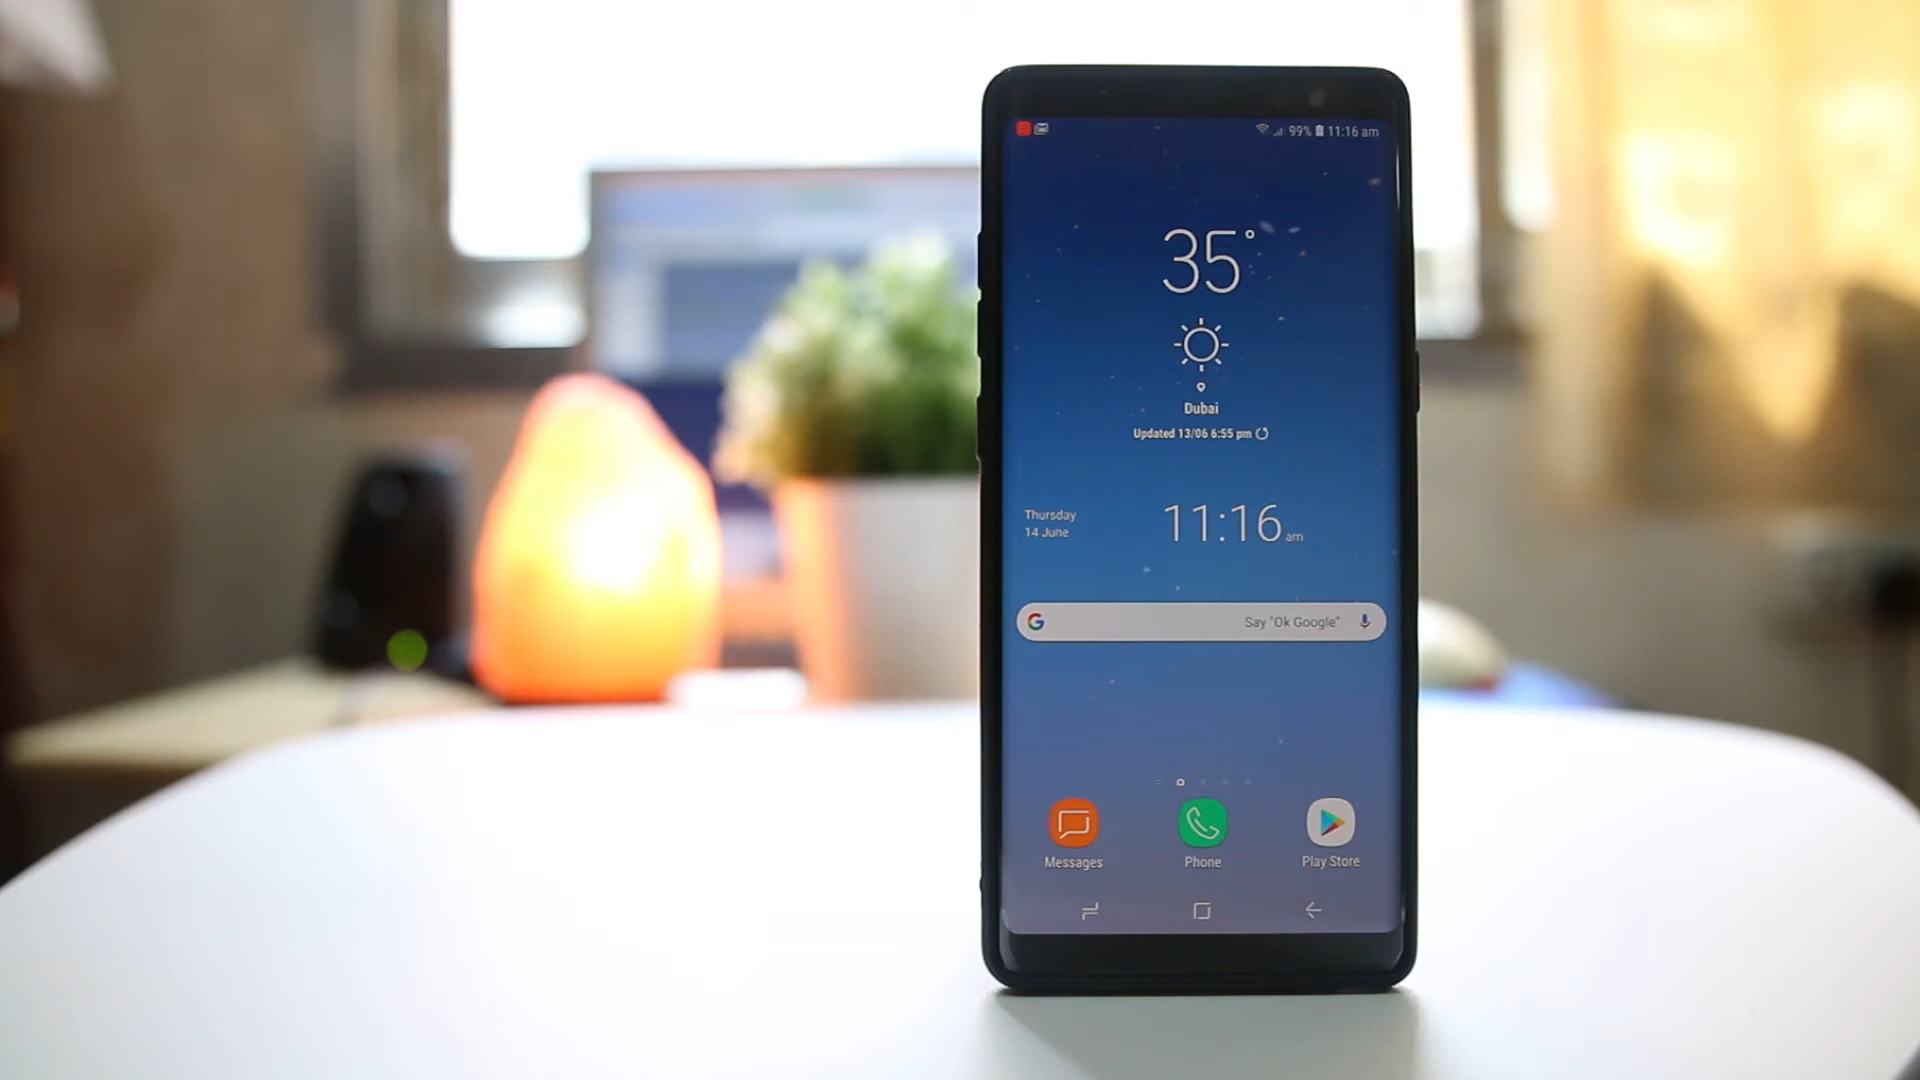 99% 11:16 am
35°
Dubai
Updated 13/06 6:55 pm
Thursday
14 June
11:16 am
G Say "Ok Google"
Messages Phone Play Store